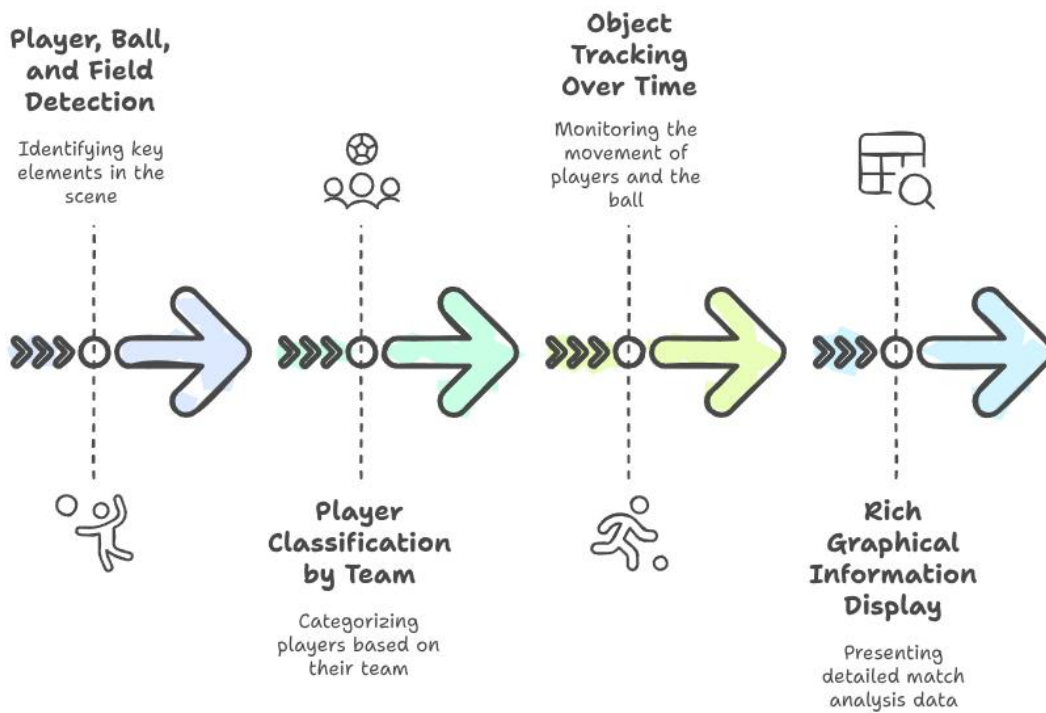 Player, Ball,
and Field
Detection
Identifying key
elements in the
scene
Player
Classification
by Team
Categorizing
players based on
their team
Object
Tracking
Over Time
Monitoring the
movement of
players and the
ball
Rich
Graphical
Information
Display
Presenting
detailed match
analysis data